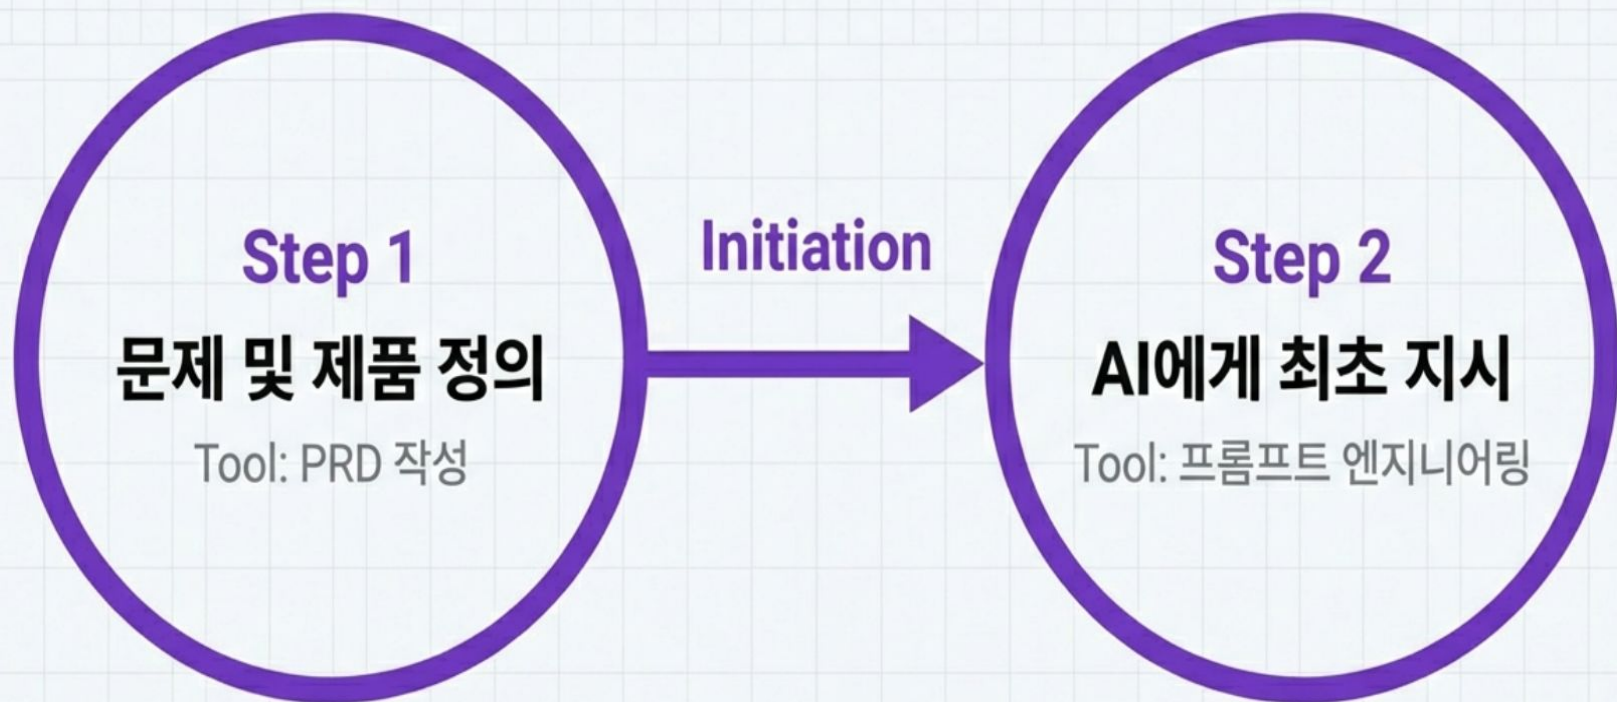 Step 1
문제 및 제품 정의
Tool: PRD 작성
Initiation
Step 2
AI에게 최초 지시
Tool: 프롬프트 엔지니어링